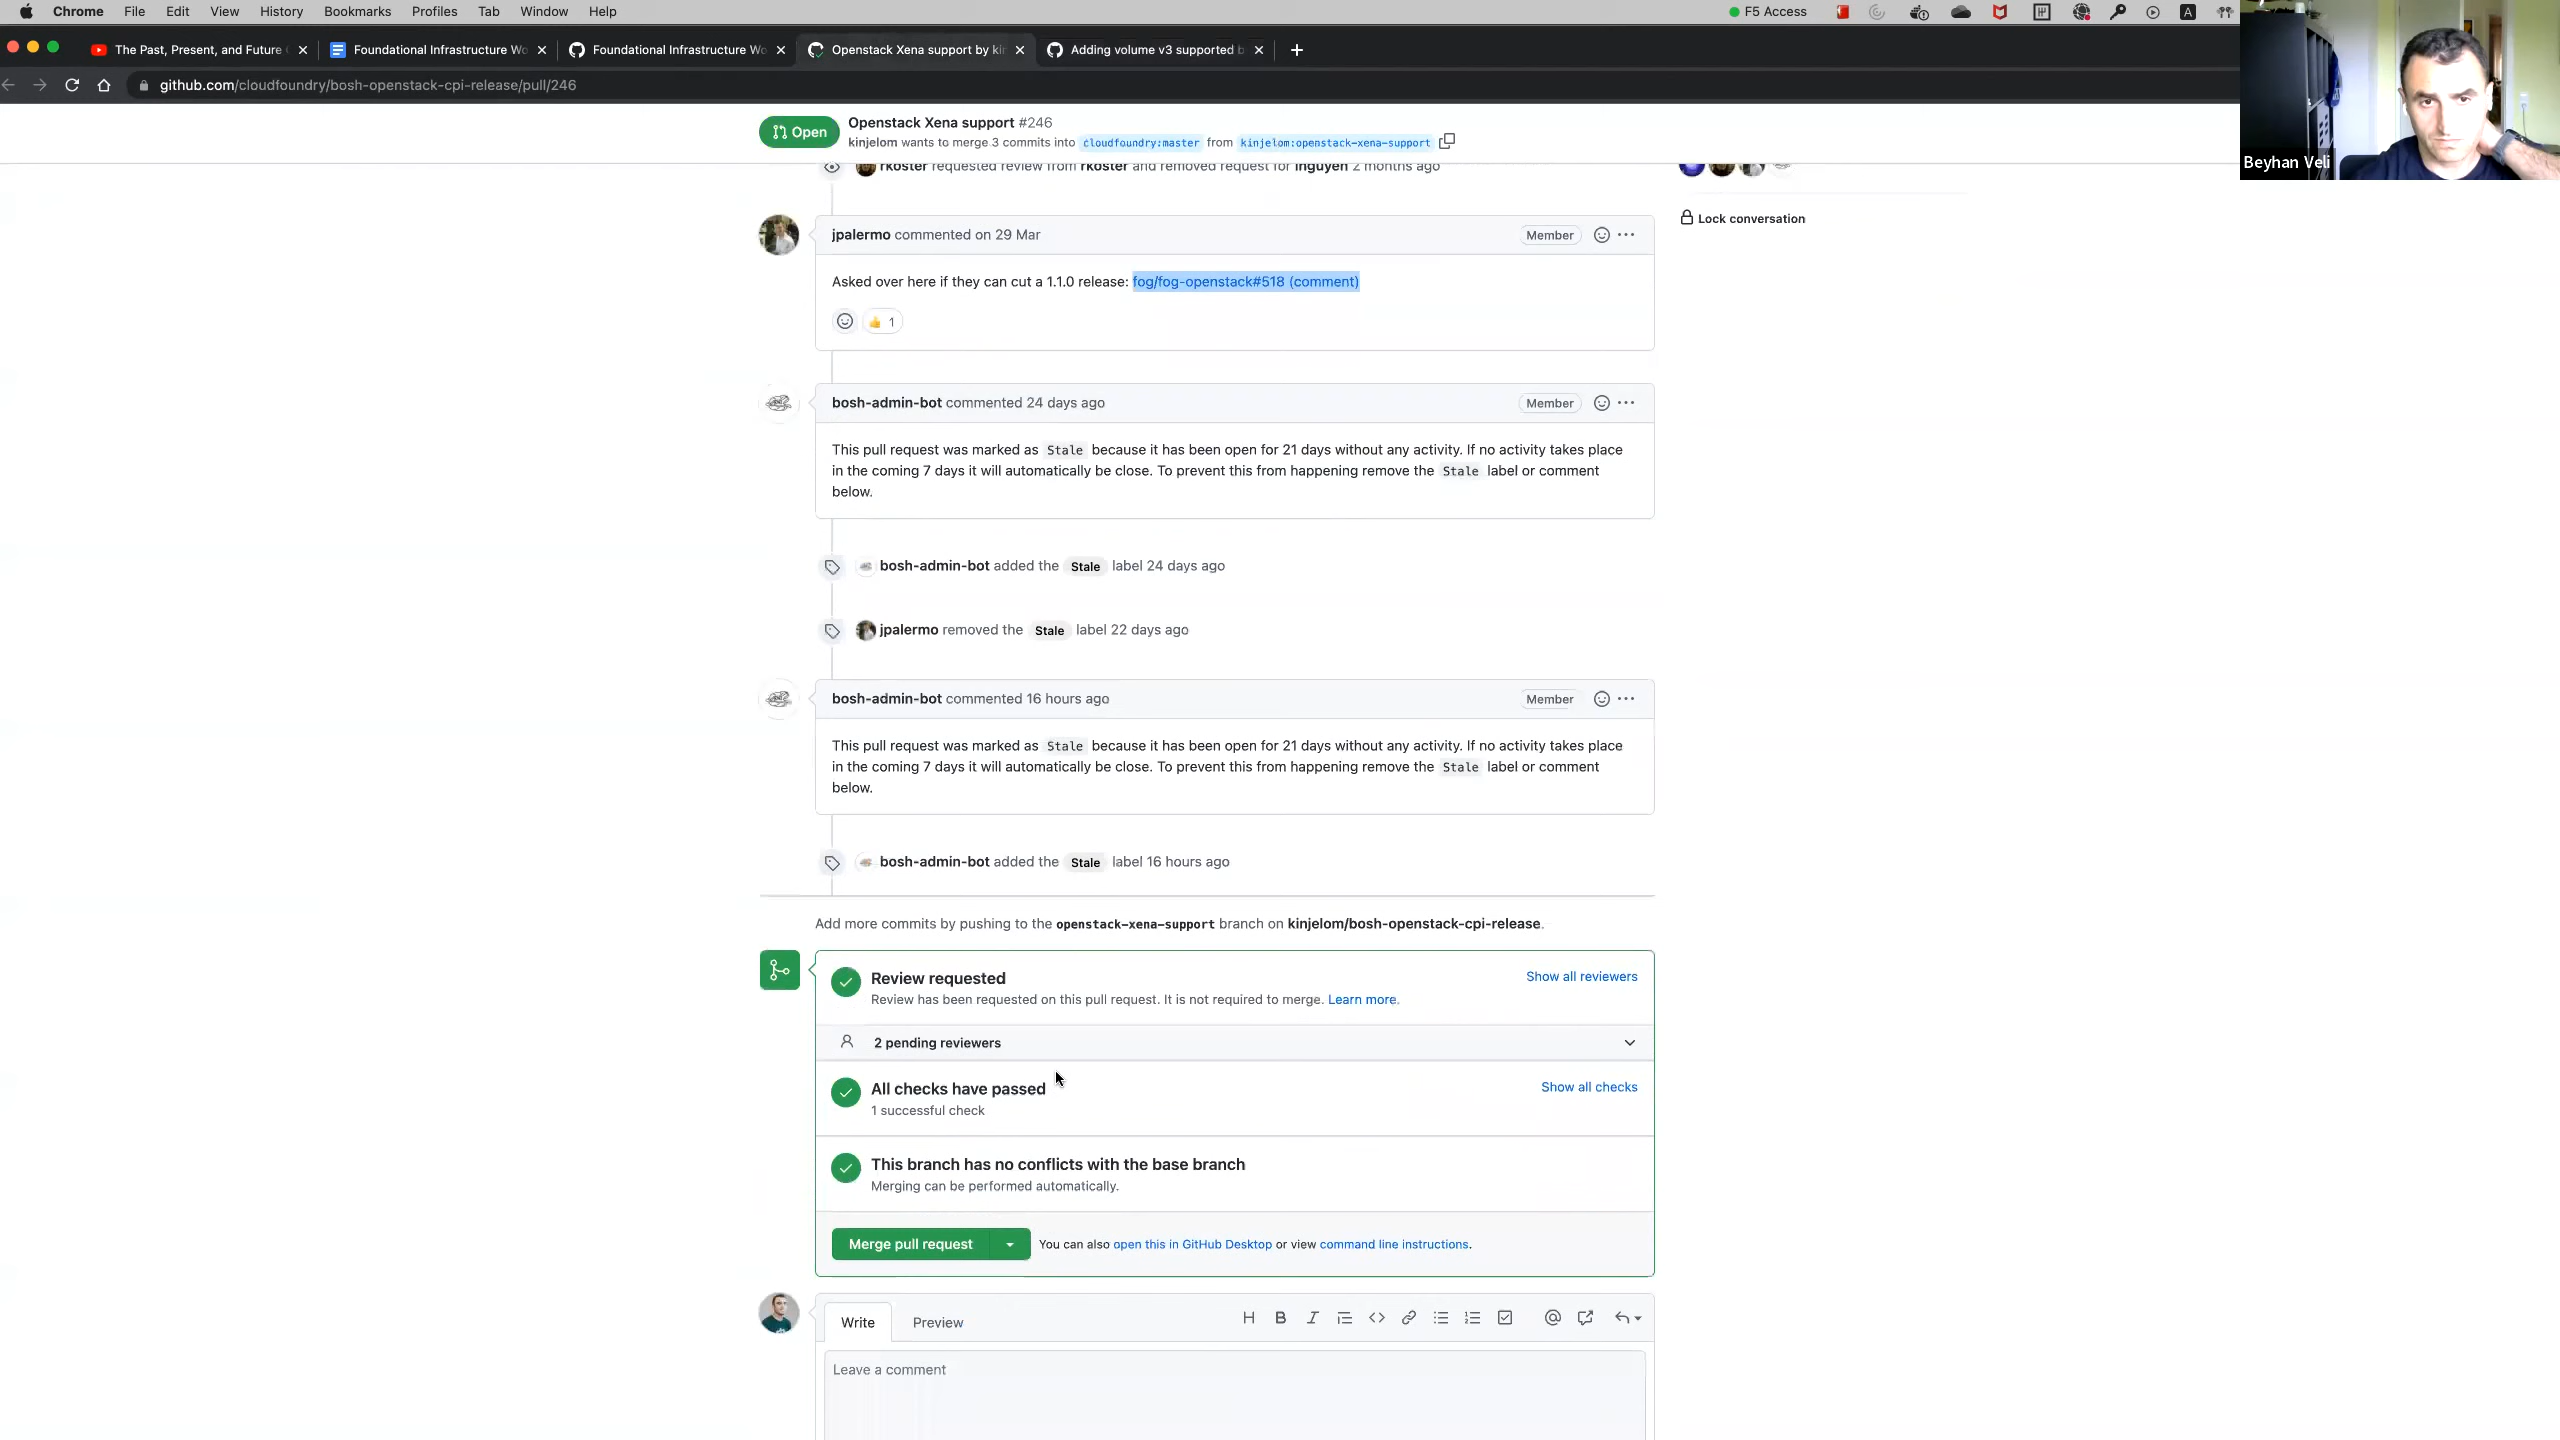 Chrome File Edit View History Bookmarks Profiles Tab Window Help F5 Access
The Past, Present, and Future Foundational Infrastructure Wo Foundational Infrastructure Wo Openstack Xena support by kin Adding volume v3 supported b
github.com/cloudfoundry/bosh-openstack-cpi-release/pull/246
Open
Openstack Xena support #246
kinjelom wants to merge 3 commits into cloudfoundry:master from kinjelom:openstack-xena-support
Beyhan Veli
rkoster requested review from rkoster and removed request for lnguyen 2 months ago
Lock conversation
jpalermo commented on 29 Mar Member
Asked over here if they can cut a 1.1.0 release: fog/fog-openstack#518 (comment)
👍 1
bosh-admin-bot commented 24 days ago Member
This pull request was marked as Stale because it has been open for 21 days without any activity. If no activity takes place
in the coming 7 days it will automatically be close. To prevent this from happening remove the Stale label or comment
below.
bosh-admin-bot added the Stale label 24 days ago
jpalermo removed the Stale label 22 days ago
bosh-admin-bot commented 16 hours ago Member
This pull request was marked as Stale because it has been open for 21 days without any activity. If no activity takes place
in the coming 7 days it will automatically be close. To prevent this from happening remove the Stale label or comment
below.
bosh-admin-bot added the Stale label 16 hours ago
Add more commits by pushing to the openstack-xena-support branch on kinjelom/bosh-openstack-cpi-release.
Review requested Show all reviewers
Review has been requested on this pull request. It is not required to merge. Learn more.
2 pending reviewers
All checks have passed Show all checks
1 successful check
This branch has no conflicts with the base branch
Merging can be performed automatically.
Merge pull request You can also open this in GitHub Desktop or view command line instructions.
Write Preview
Leave a comment